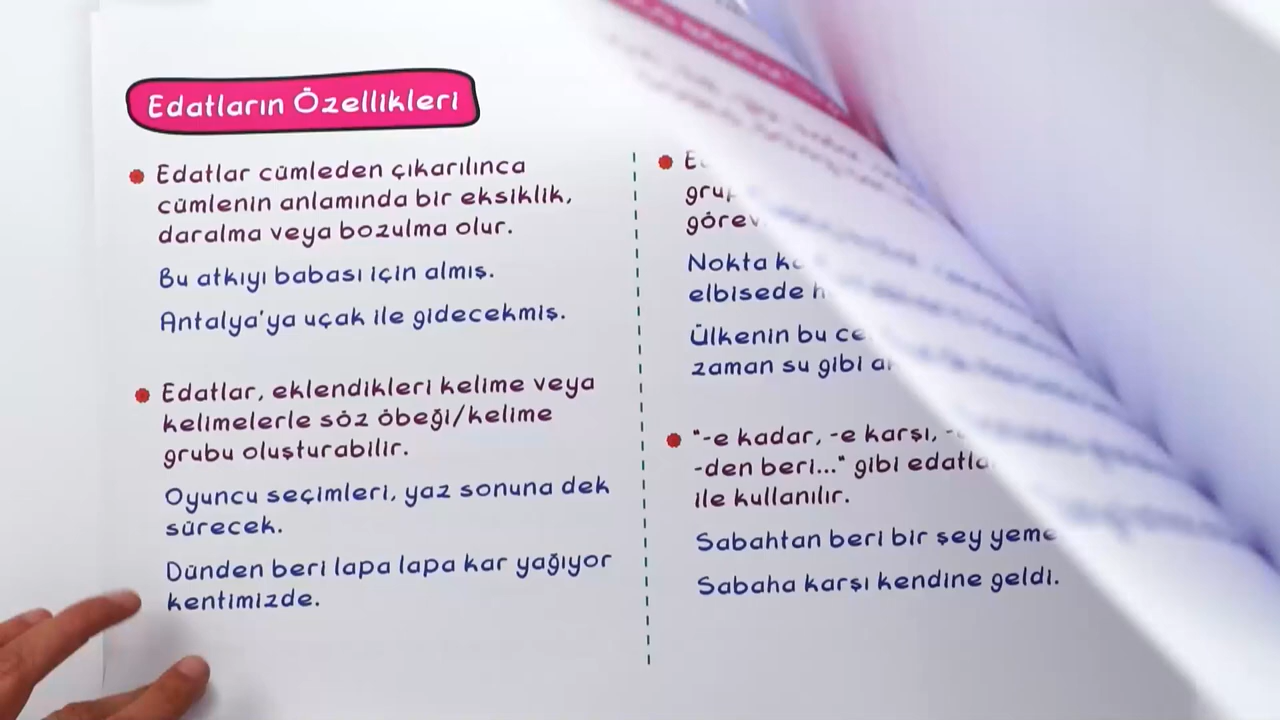 Edatların Özellikleri
Edatlar cümleden çıkarılınca
cümlenin anlamında bir eksiklik,
daralma veya bozulma olur.
Bu atkıyı babası için almış.
Antalya'ya uçak ile gidecekmiş.
Edatlar, eklendikleri kelime veya
kelimelerle söz öbeği/kelime
grubu oluşturabilir.
Oyuncu seçimleri, yaz sonuna dek
sürecek.
Dünden beri lapa lapa kar yağıyor
kentimizde.
Nokta
elbisede
Ülkenin bu
zaman su gibi
"-e kadar, -e karşı,
-den beri..." gibi
ile kullanılır.
Sabahtan beri bir şey
Sabaha karşı kendine geldi.